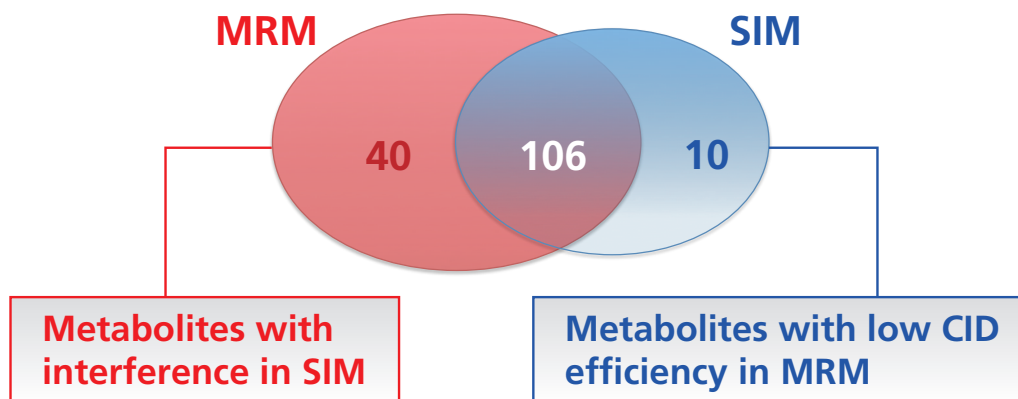 MRM
SIM
40
106
10
Metabolites with
interference in SIM
Metabolites with low CID
efficiency in MRM